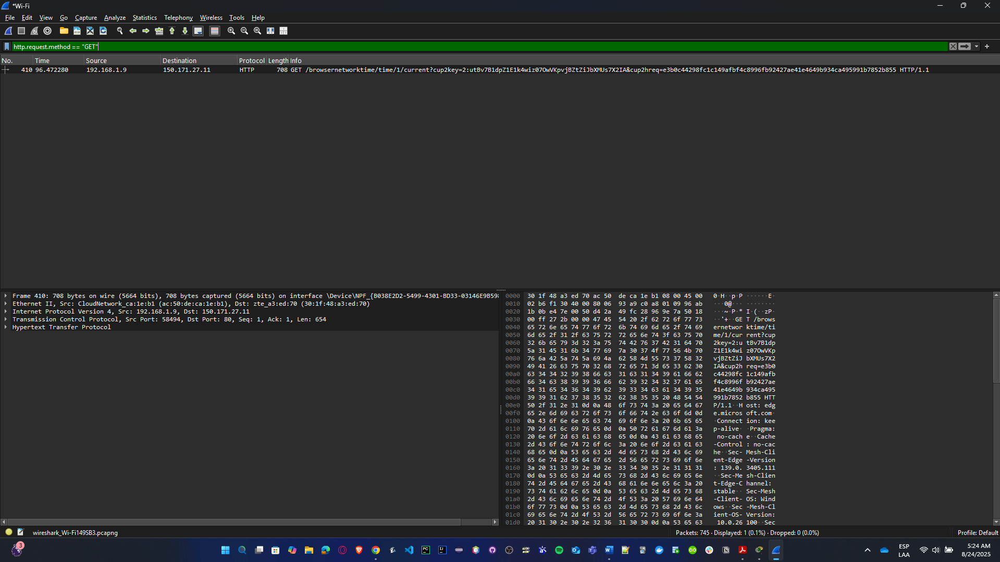 *Wi-Fi
File Edit View Go Capture Analyze Statistics Telephony Wireless Tools Help
http.request.method == "GET"
No. Time Source Destination Protocol Length Info
410 96.472280 192.168.1.9 150.171.27.11 HTTP 708 GET /browsernetworktime/time/1/current?cup2key=2:utBv7B1dpZ1E1k4wiz07OwVKpvjBZtZiJbXMUs7X2IA&cup2hreq=e3b0c44298fc1c149afbf4c8996fb92427ae41e4649b934ca495991b7852b855 HTTP/1.1
Frame 410: 708 bytes on wire (5664 bits), 708 bytes captured (5664 bits) on interface \Device\NPF_{B038E2D2-5499-4301-BD33-03146E9B598
Ethernet II, Src: CloudNetwork_ca:1e:b1 (ac:50:de:ca:1e:b1), Dst: zte_a3:ed:70 (30:1f:48:a3:ed:70)
Internet Protocol Version 4, Src: 192.168.1.9, Dst: 150.171.27.11
Transmission Control Protocol, Src Port: 58494, Dst Port: 80, Seq: 1, Ack: 1, Len: 654
Hypertext Transfer Protocol
0000 30 1f 48 a3 ed 70 ac 50 de ca 1e b1 08 00 45 00 0·H··p·P ······E·
0010 02 b6 f1 30 40 00 80 06 93 a9 c0 a8 01 09 96 ab ···0@··· ········
0020 1b 0b e4 7e 00 50 d4 2a 49 fc 28 96 9e 7a 50 18 ···~·P·* I·(··zP·
0030 00 ff 27 2b 00 00 47 45 54 20 2f 62 72 6f 77 73 ··'+··GE T /brows
0040 65 72 6e 65 74 77 6f 72 6b 74 69 6d 65 2f 74 69 ernetwor ktime/ti
0050 6d 65 2f 31 2f 63 75 72 72 65 6e 74 3f 63 75 70 me/1/cur rent?cup
0060 32 6b 65 79 3d 32 3a 75 74 42 76 37 42 31 64 70 2key=2:u tBv7B1dp
0070 5a 31 45 31 6b 34 77 69 7a 30 37 4f 77 56 4b 70 Z1E1k4wi z07OwVKp
0080 76 6a 42 5a 74 5a 69 4a 62 58 4d 55 73 37 58 32 vjBZtZiJ bXMUs7X2
0090 49 41 26 63 75 70 32 68 72 65 71 3d 65 33 62 30 IA&cup2h req=e3b0
00a0 63 34 34 32 39 38 66 63 31 63 31 34 39 61 66 62 c44298fc 1c149afb
00b0 66 34 63 38 39 39 36 66 62 39 32 34 32 37 61 65 f4c8996f b92427ae
00c0 34 31 65 34 36 34 39 62 39 33 34 63 61 34 39 35 41e4649b 934ca495
00d0 39 39 31 62 37 38 35 32 62 38 35 35 20 48 54 54 991b7852 b855 HTT
00e0 50 2f 31 2e 31 0d 0a 48 6f 73 74 3a 20 65 64 67 P/1.1··H ost: edg
00f0 65 2e 6d 69 63 72 6f 73 6f 66 74 2e 63 6f 6d 0d e.micros oft.com·
0100 0a 43 6f 6e 6e 65 63 74 69 6f 6e 3a 20 6b 65 65 ·Connect ion: kee
0110 70 2d 61 6c 69 76 65 0d 0a 50 72 61 67 6d 61 3a p-alive· ·Pragma:
0120 20 6e 6f 2d 63 61 63 68 65 0d 0a 43 61 63 68 65 no-cach e··Cache
0130 2d 43 6f 6e 74 72 6f 6c 3a 20 6e 6f 2d 63 61 63 -Control : no-cac
0140 68 65 0d 0a 53 65 63 2d 4d 65 73 68 2d 43 6c 69 he··Sec- Mesh-Cli
0150 65 6e 74 2d 45 64 67 65 2d 56 65 72 73 69 6f 6e ent-Edge -Version
0160 3a 20 31 33 39 2e 30 2e 33 34 30 35 2e 31 31 31 : 139.0. 3405.111
0170 0d 0a 53 65 63 2d 4d 65 73 68 2d 43 6c 69 65 6e ··Sec-Me sh-Clien
0180 74 2d 45 64 67 65 2d 43 68 61 6e 6e 65 6c 3a 20 t-Edge-C hannel:
0190 73 74 61 62 6c 65 0d 0a 53 65 63 2d 4d 65 73 68 stable·· Sec-Mesh
01a0 2d 43 6c 69 65 6e 74 2d 4f 53 3a 20 57 69 6e 64 -Client- OS: Wind
01b0 6f 77 73 0d 0a 53 65 63 2d 4d 65 73 68 2d 43 6c ows··Sec -Mesh-Cl
01c0 69 65 6e 74 2d 4f 53 2d 56 65 72 73 69 6f 6e 3a ient-OS- Version:
01d0 20 31 30 2e 30 2e 32 36 31 30 30 0d 0a 53 65 63 10.0.26 100··Sec
wireshark_Wi-Fi149SB3.pcapng
Packets: 745 · Displayed: 1 (0.1%) · Dropped: 0 (0.0%)
Profile: Default
3
ESP
LAA
5:24 AM
8/24/2025